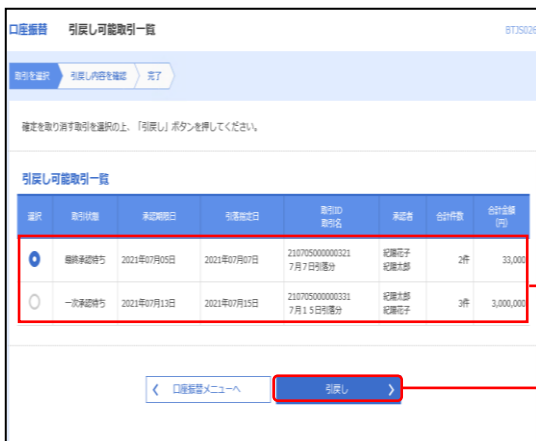 口座振替 引戻し可能取引一覧 BTJS026
取引を選択 引戻し内容を確認 完了
確定を取り消す取引を選択の上、「引戻し」ボタンを押してください。
引戻し可能取引一覧
選択 取引状態 承認期限日 引落指定日 取引ID 取引名 承認者 合計件数 合計金額(円)
最終承認待ち 2021年07月05日 2021年07月07日 210705000000321 紀陽花子 2件 33,000
7月7日引落分 紀陽太郎
一次承認待ち 2021年07月13日 2021年07月15日 210705000000331 紀陽太郎 3件 3,000,000
7月15日引落分 紀陽花子
口座振替メニューへ 引戻し